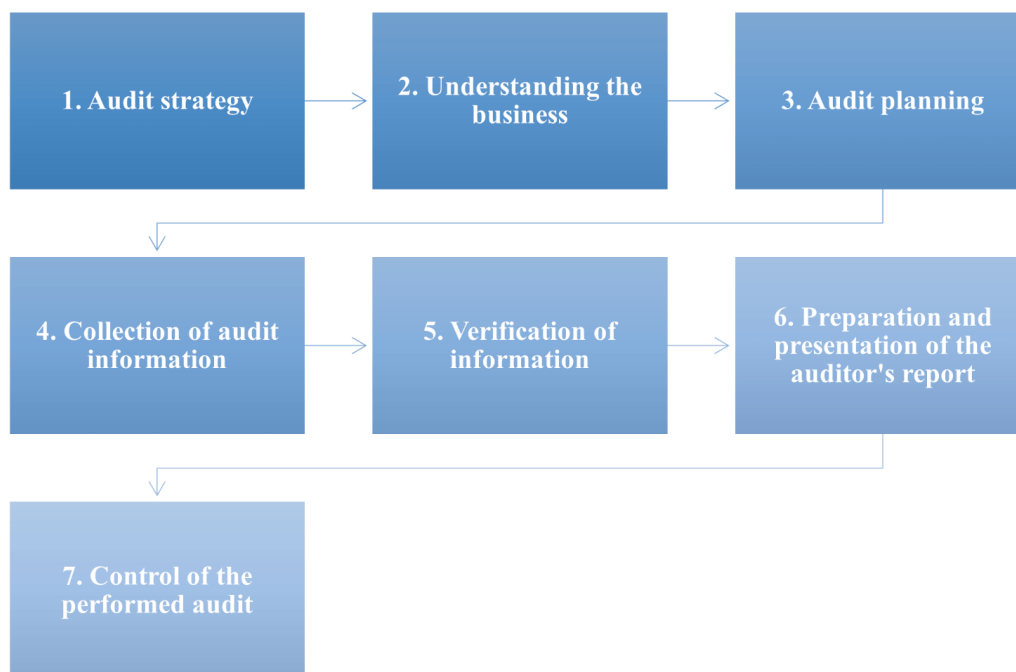 1. Audit strategy
2. Understanding the
business
3. Audit planning
4. Collection of audit
information
5. Verification of
information
6. Preparation and
presentation of the
auditor's report
7. Control of the
performed audit